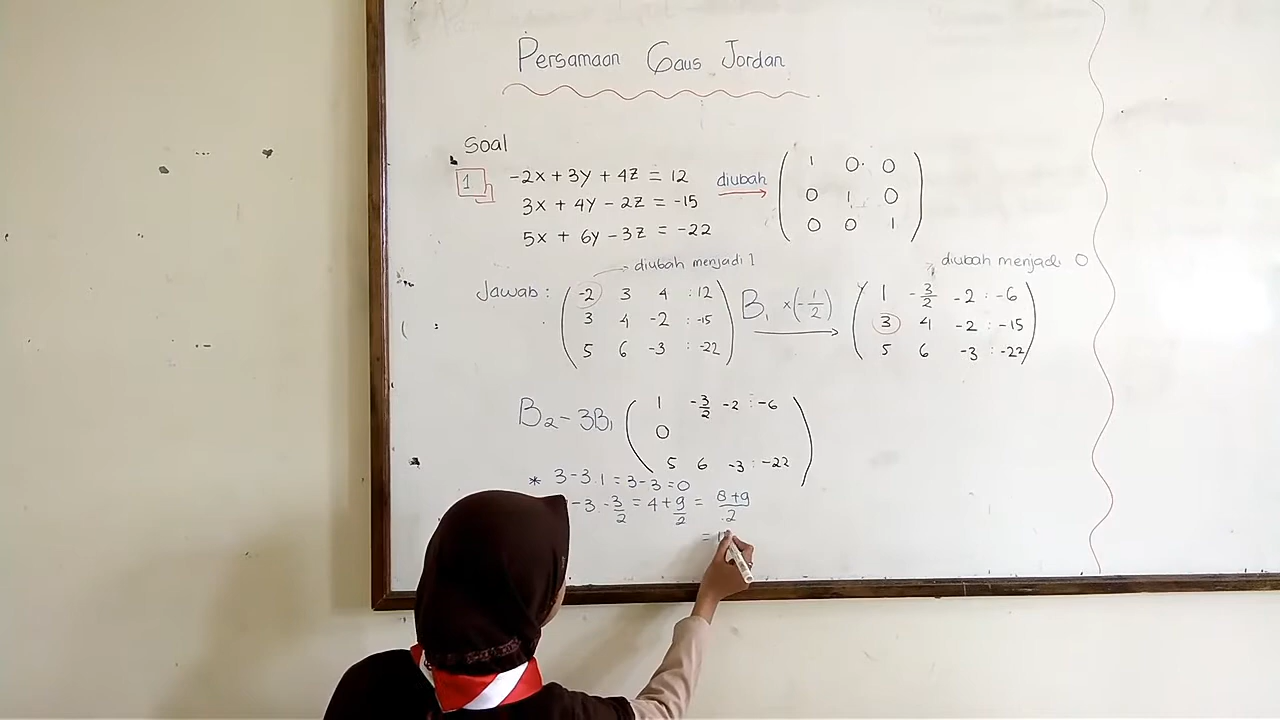 Persamaan Gaus Jordan
Soal
1
-2x + 3y + 4z = 12
3x + 4y - 2z = -15
5x + 6y - 3z = -22
diubah
1 0 0
0 1 0
0 0 1
diubah menjadi 1
diubah menjadi 0
Jawab :
-2 3 4 : 12
3 4 -2 : -15
5 6 -3 : -22
B₁ × (-1/2)
1 -3/2 -2 : -6
3 4 -2 : -15
5 6 -3 : -22
B₂ - 3B₁
1 -3/2 -2 : -6
0
5 6 -3 : -22
* 3 - 3.1 = 3 - 3 = 0
- 3 . -3/2 = 4 + 9/2 = 8+9/2
=